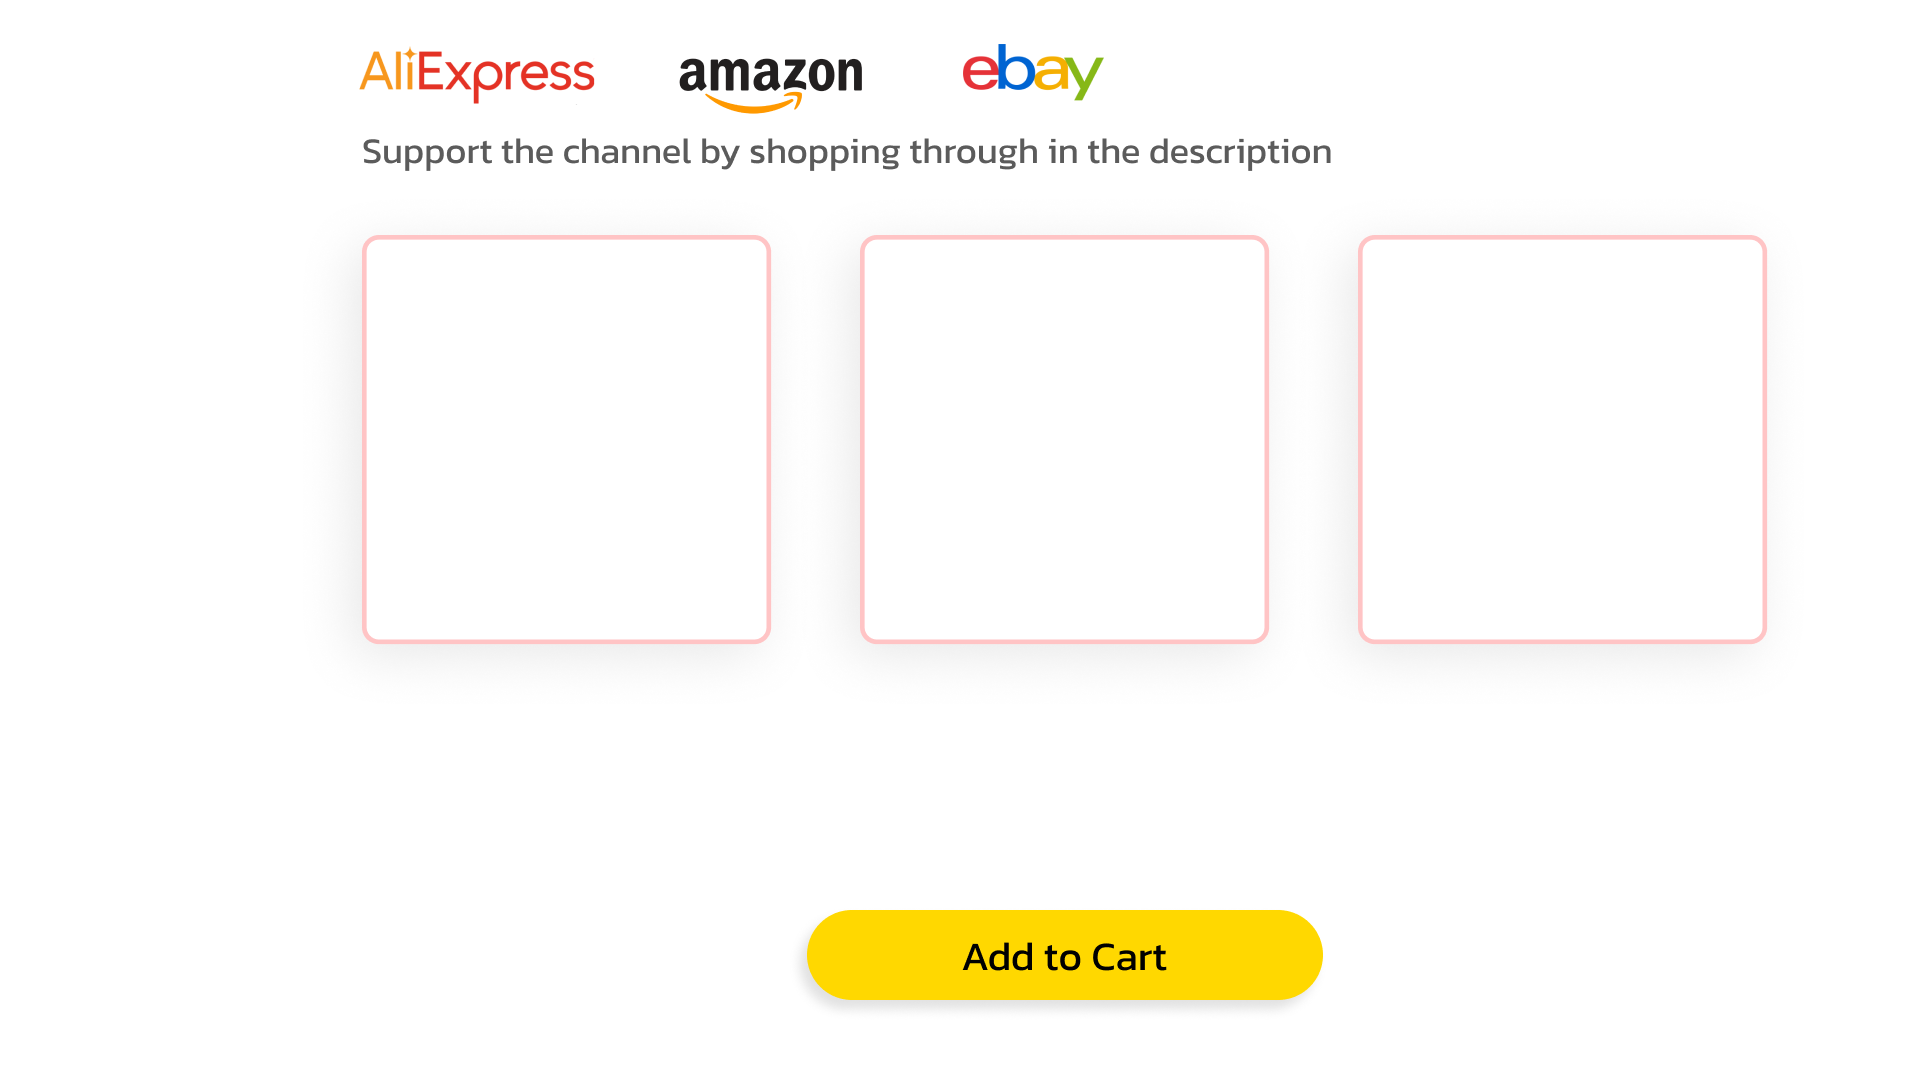 AliExpress amazon ebay
Support the channel by shopping through in the description
Add to Cart